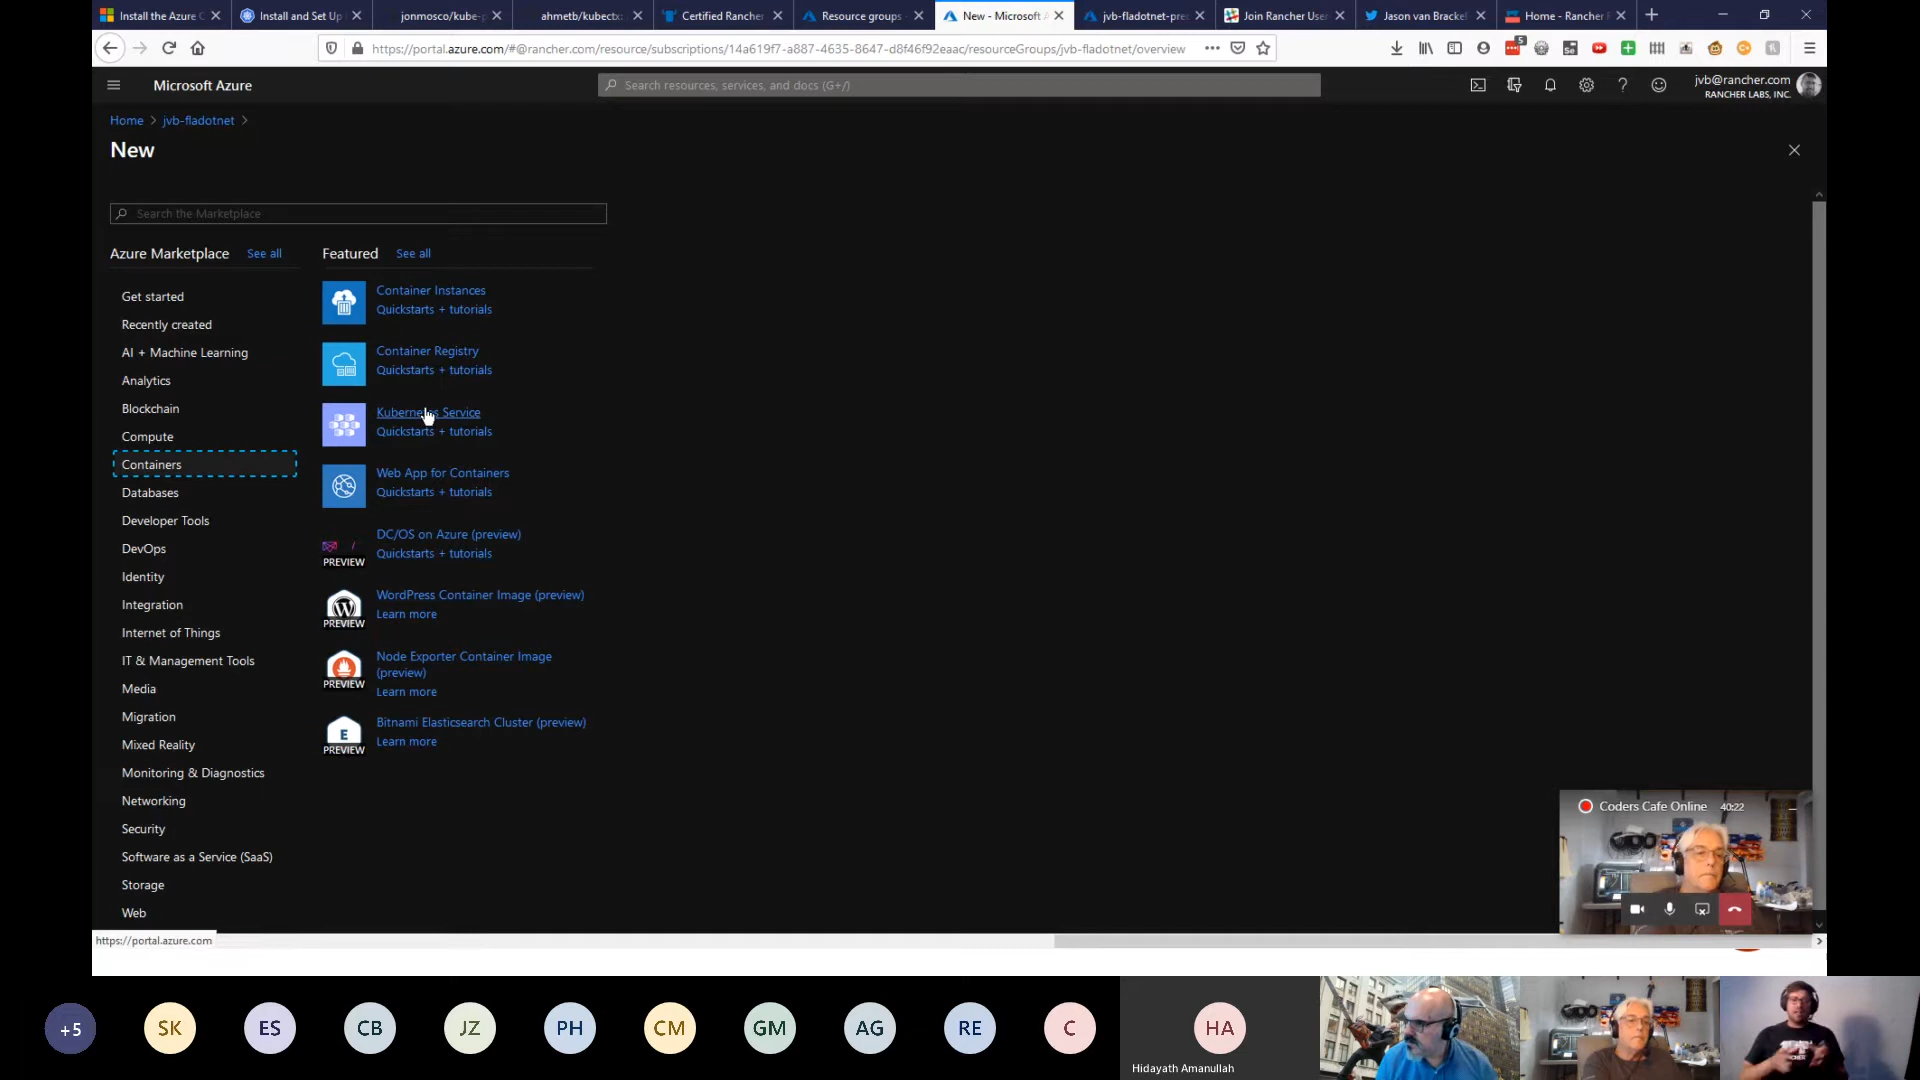 Install the Azure C
Install and Set Up
jonmosco/kube-p
ahmetb/kubectx:
Certified Rancher
Resource groups -
New - Microsoft A
jvb-fladotnet-pre
Join Rancher User
Jason van Brackel
Home - Rancher
https://portal.azure.com/#@rancher.com/resource/subscriptions/14a619f7-a887-4635-8647-d8f46f92eaac/resourceGroups/jvb-fladotnet/overview
5
Microsoft Azure
Search resources, services, and docs (G+/)
jvb@rancher.com
RANCHER LABS, INC.
Home > jvb-fladotnet >
New
Search the Marketplace
Azure Marketplace See all
Featured See all
Get started
Recently created
AI + Machine Learning
Analytics
Blockchain
Compute
Containers
Databases
Developer Tools
DevOps
Identity
Integration
Internet of Things
IT & Management Tools
Media
Migration
Mixed Reality
Monitoring & Diagnostics
Networking
Security
Software as a Service (SaaS)
Storage
Web
Container Instances
Quickstarts + tutorials
Container Registry
Quickstarts + tutorials
Kubernetes Service
Quickstarts + tutorials
Web App for Containers
Quickstarts + tutorials
DC/OS on Azure (preview)
PREVIEW
Quickstarts + tutorials
WordPress Container Image (preview)
PREVIEW
Learn more
Node Exporter Container Image
(preview)
PREVIEW
Learn more
Bitnami Elasticsearch Cluster (preview)
E
PREVIEW
Learn more
Coders Cafe Online 40:22
https://portal.azure.com
+5
SK
ES
CB
JZ
PH
CM
GM
AG
RE
C
HA
Hidayath Amanullah